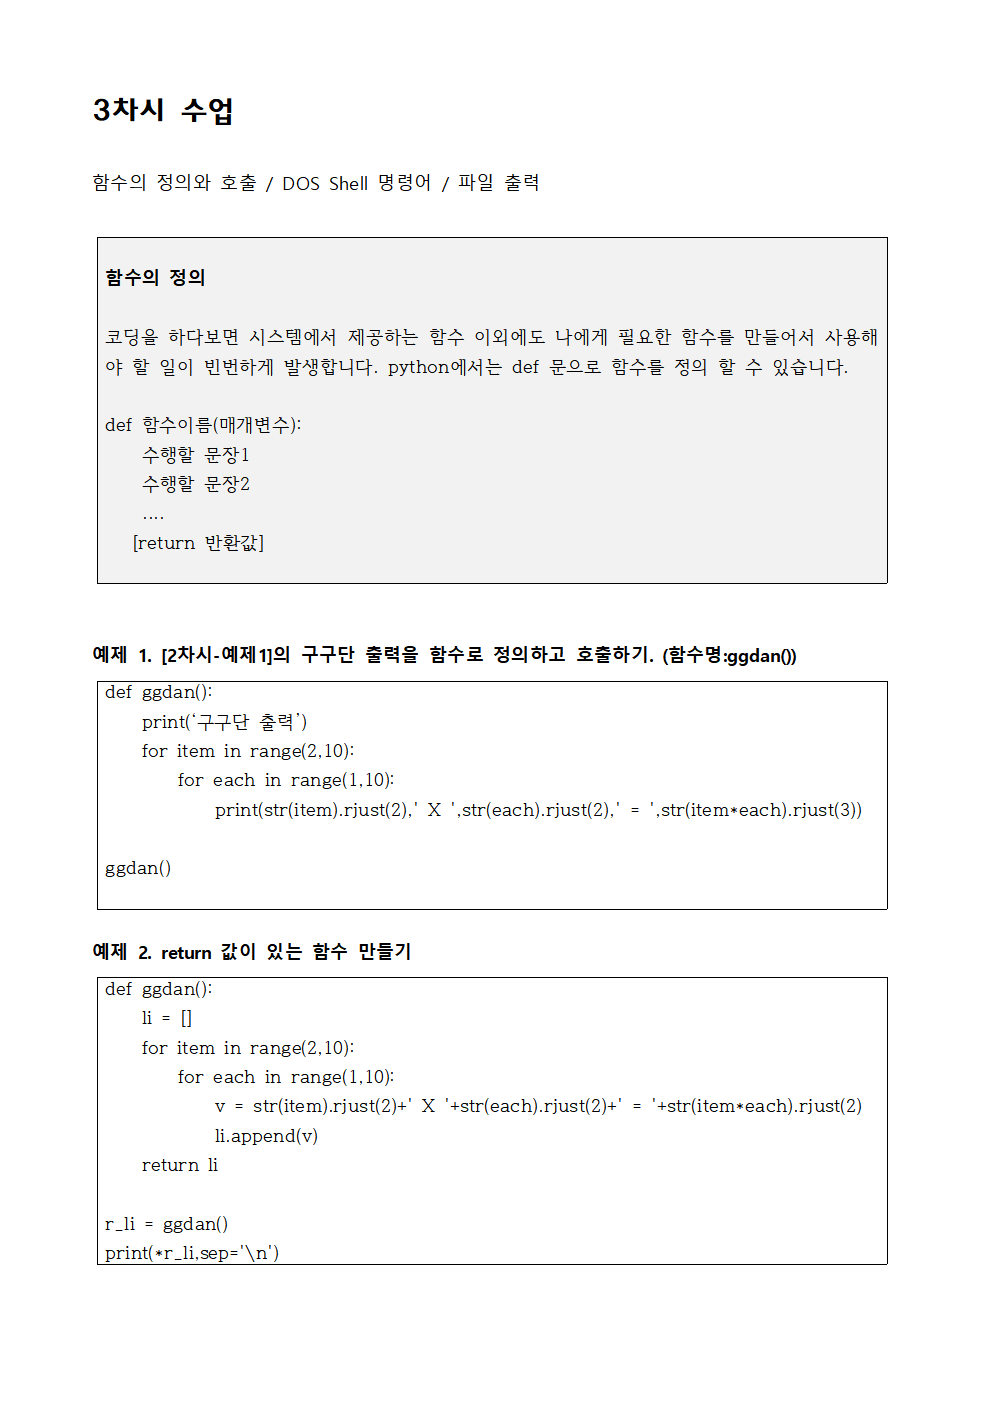 3차시 수업
함수의 정의와 호출 / DOS Shell 명령어 / 파일 출력
함수의 정의
코딩을 하다보면 시스템에서 제공하는 함수 이외에도 나에게 필요한 함수를 만들어서 사용해
야 할 일이 빈번하게 발생합니다. python에서는 def 문으로 함수를 정의 할 수 있습니다.
def 함수이름(매개변수):
    수행할 문장1
    수행할 문장2
    ....
   [return 반환값]
예제 1. [2차시-예제1]의 구구단 출력을 함수로 정의하고 호출하기. (함수명:ggdan())
def ggdan():
    print(‘구구단 출력’)
    for item in range(2,10):
        for each in range(1,10):
            print(str(item).rjust(2),' X ',str(each).rjust(2),' = ',str(item*each).rjust(3))
ggdan()
예제 2. return 값이 있는 함수 만들기
def ggdan():
    li = []
    for item in range(2,10):
        for each in range(1,10):
            v = str(item).rjust(2)+' X '+str(each).rjust(2)+' = '+str(item*each).rjust(2)
            li.append(v)
    return li
r_li = ggdan()
print(*r_li,sep='\n')